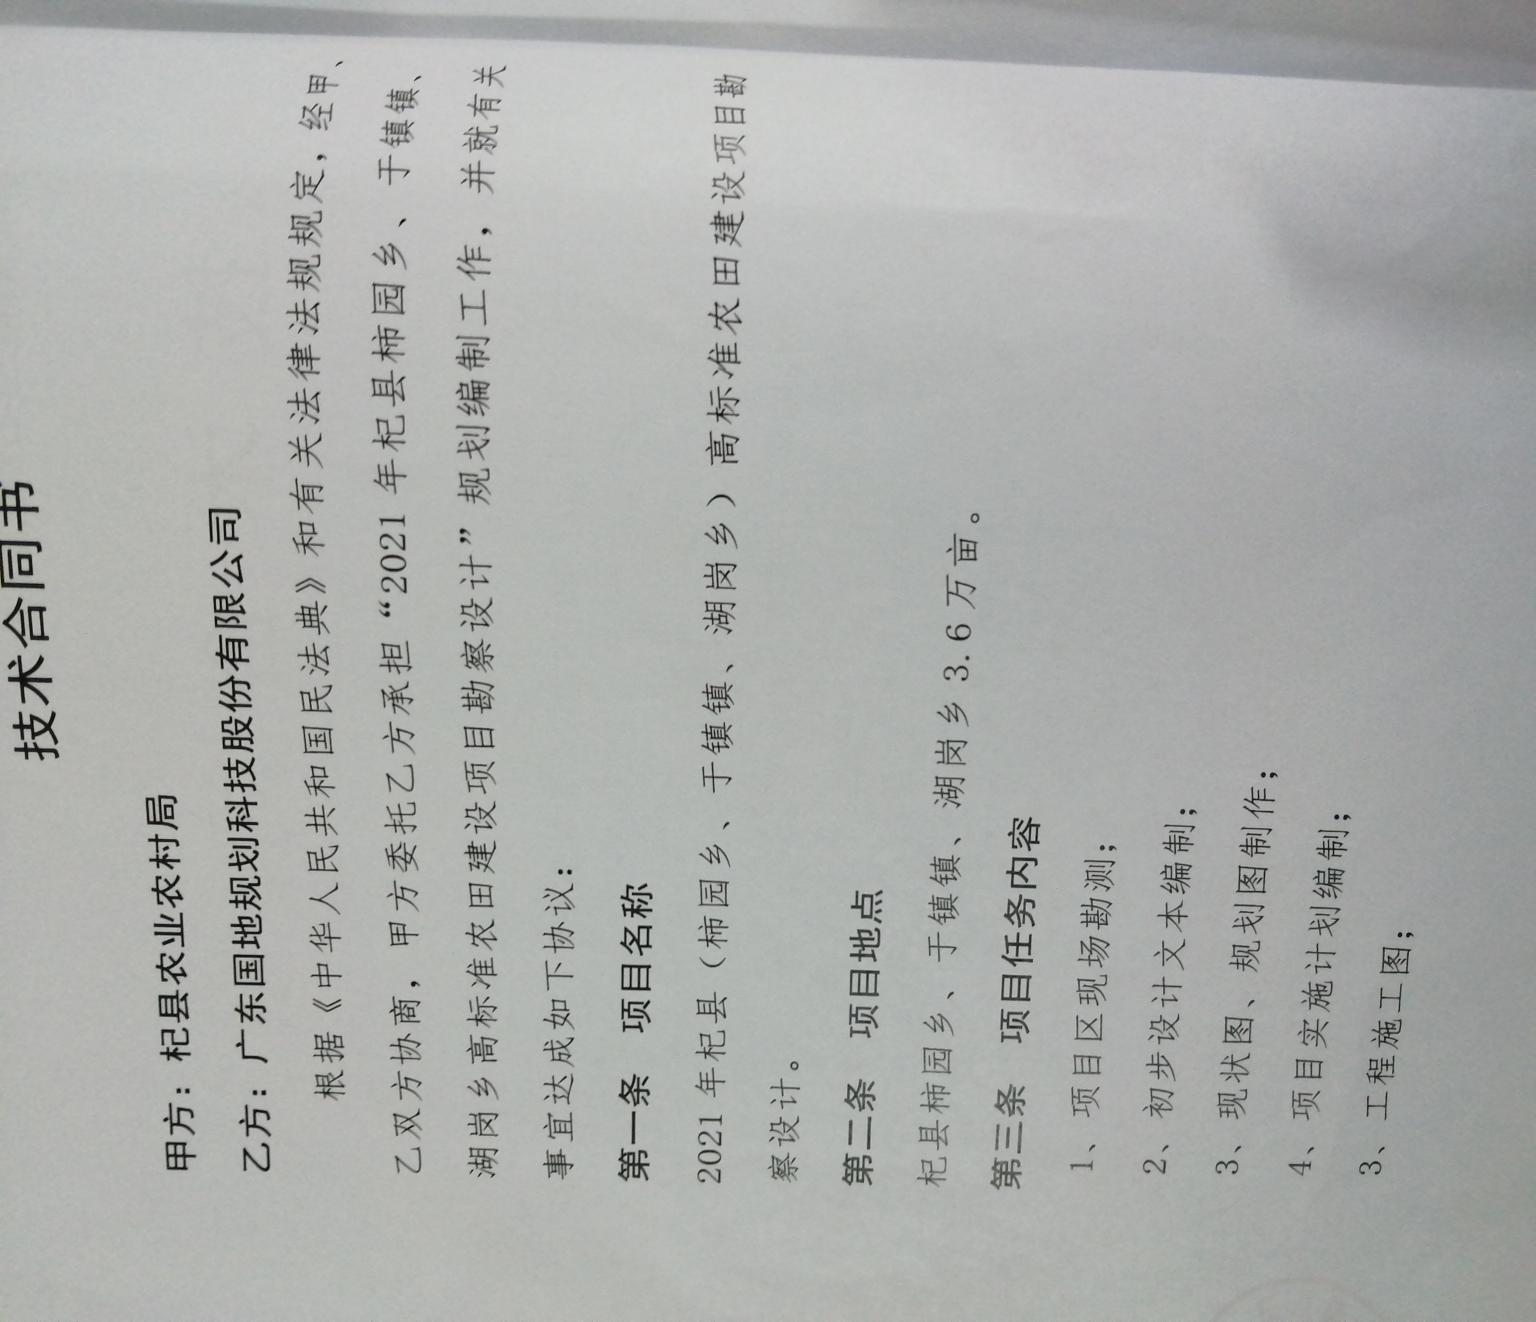 技术合同书
甲方：杞县农业农村局
乙方：广东国地规划科技股份有限公司
根据《中华人民共和国民法典》和有关法律法规规定，经甲、
乙双方协商，甲方委托乙方承担“2021 年杞县柿园乡、于镇镇、
湖岗乡高标准农田建设项目勘察设计”规划编制工作，并就有关
事宜达成如下协议：
第一条 项目名称
2021 年杞县（柿园乡、于镇镇、湖岗乡）高标准农田建设项目勘
察设计。
第二条 项目地点
杞县柿园乡、于镇镇、湖岗乡 3.6 万亩。
第三条 项目任务内容
1、项目区现场勘测；
2、初步设计文本编制；
3、现状图、规划图制作；
4、项目实施计划编制；
3、工程施工图；